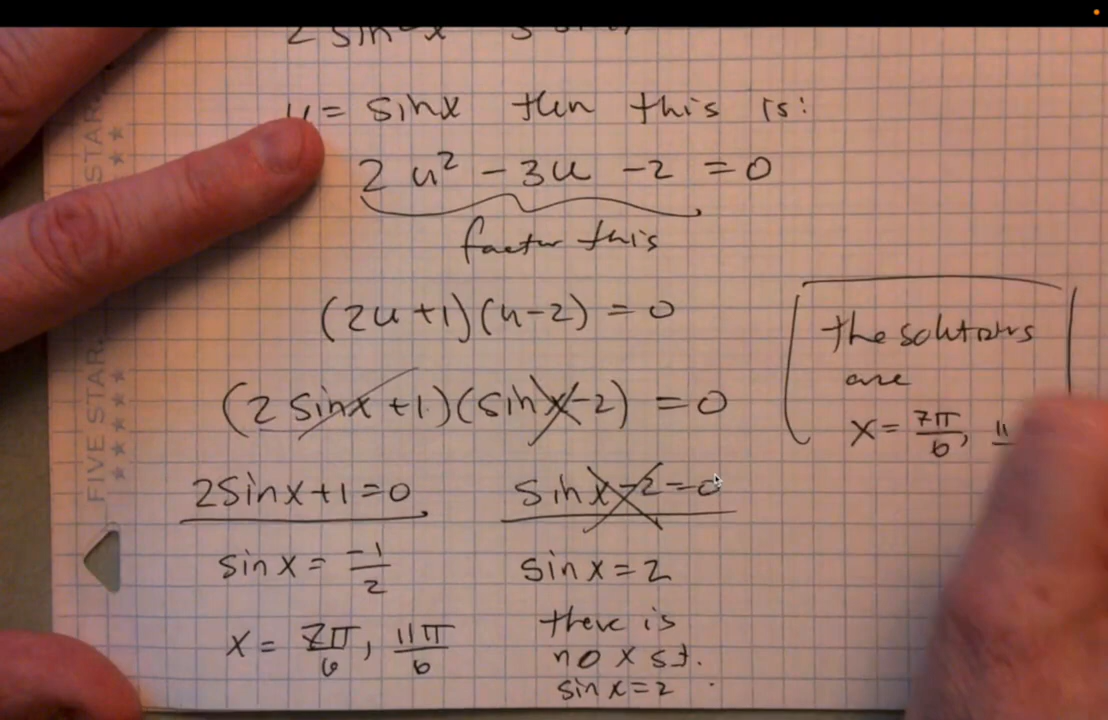 u = sinx then this is:
2u² - 3u - 2 = 0
factor this
(2u+1)(u-2) = 0
(2 sinx + 1)(sinx - 2) = 0
2sinx+1=0
sinx = -1/2
x = 7π/6, 11π/6
sinx-2=0
sinx=2
there is
no x st.
sinx=2
the solutions
are
x = 7π/6, 11
FIVE STAR
FIVE STAR